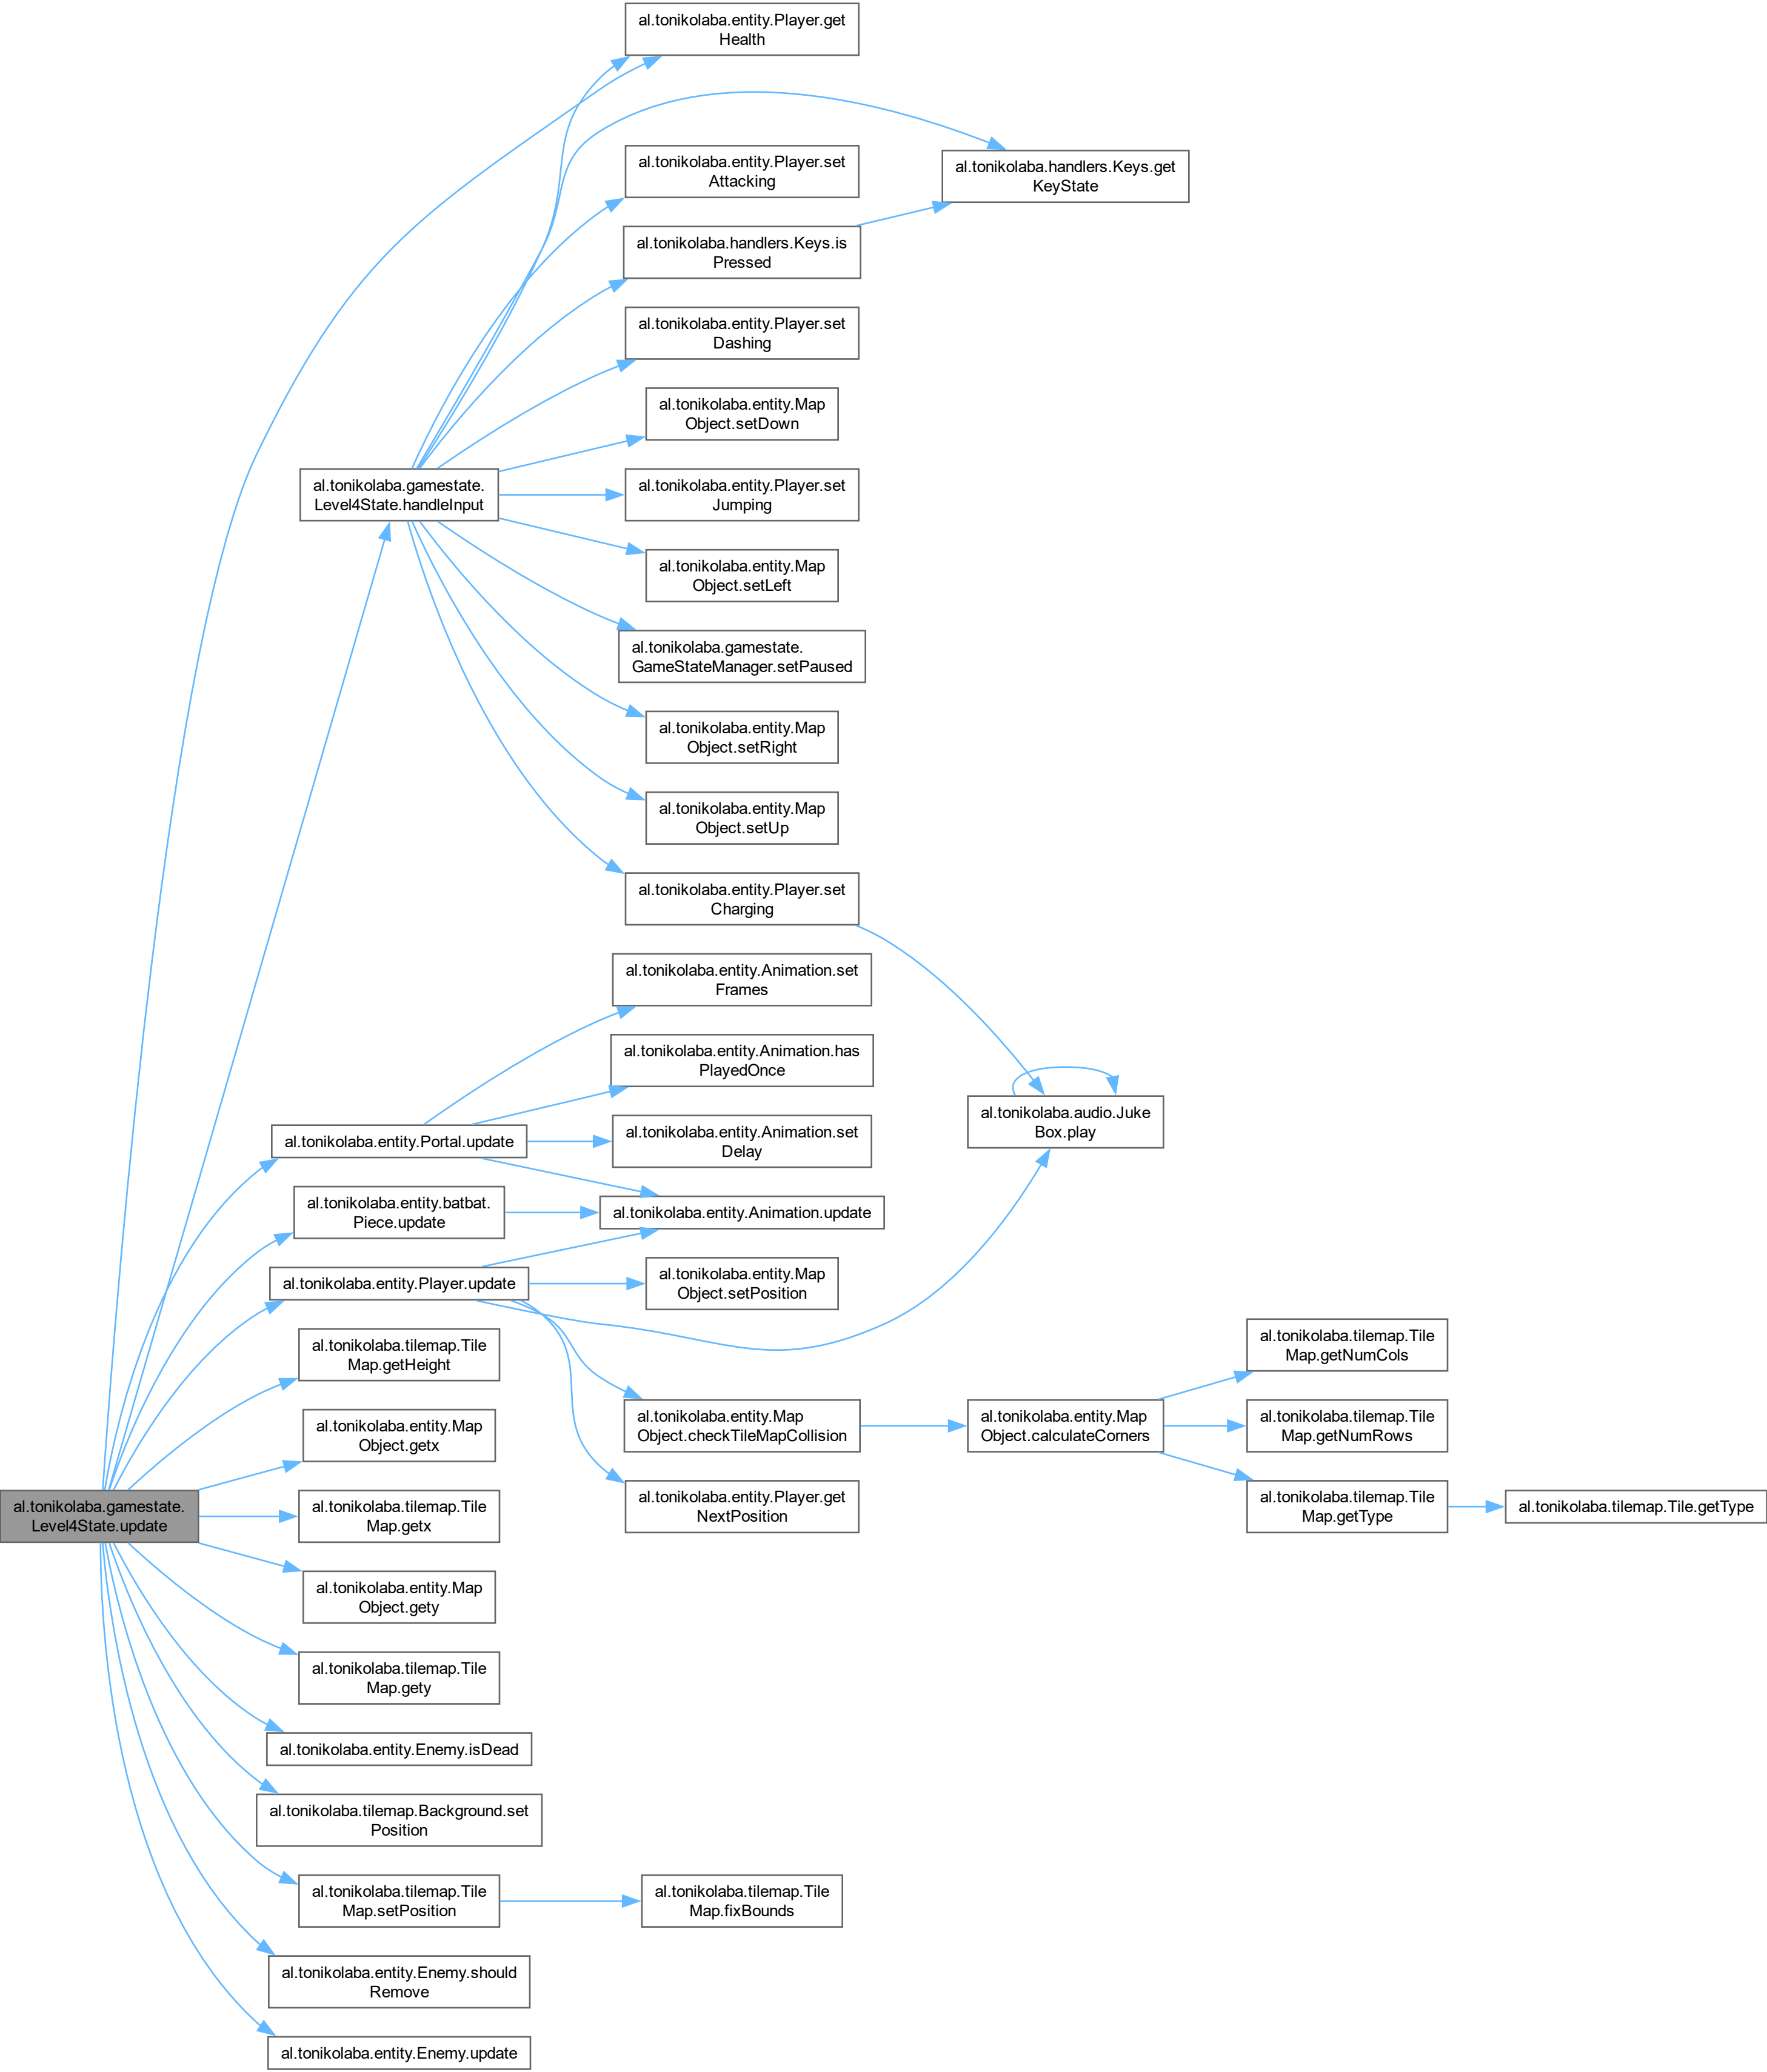 al.tonikolaba.entity.Player.get
Health
al.tonikolaba.entity.Player.set
Attacking
al.tonikolaba.handlers.Keys.get
KeyState
al.tonikolaba.handlers.Keys.is
Pressed
al.tonikolaba.entity.Player.set
Dashing
al.tonikolaba.entity.Map
Object.setDown
al.tonikolaba.gamestate.
Level4State.handleInput
al.tonikolaba.entity.Player.set
Jumping
al.tonikolaba.entity.Map
Object.setLeft
al.tonikolaba.gamestate.
GameStateManager.setPaused
al.tonikolaba.entity.Map
Object.setRight
al.tonikolaba.entity.Map
Object.setUp
al.tonikolaba.entity.Player.set
Charging
al.tonikolaba.entity.Animation.set
Frames
al.tonikolaba.entity.Animation.has
PlayedOnce
al.tonikolaba.audio.Juke
Box.play
al.tonikolaba.entity.Portal.update
al.tonikolaba.entity.Animation.set
Delay
al.tonikolaba.entity.batbat.
Piece.update
al.tonikolaba.entity.Animation.update
al.tonikolaba.entity.Player.update
al.tonikolaba.entity.Map
Object.setPosition
al.tonikolaba.tilemap.Tile
Map.getHeight
al.tonikolaba.tilemap.Tile
Map.getNumCols
al.tonikolaba.entity.Map
Object.getx
al.tonikolaba.entity.Map
Object.checkTileMapCollision
al.tonikolaba.entity.Map
Object.calculateCorners
al.tonikolaba.tilemap.Tile
Map.getNumRows
al.tonikolaba.gamestate.
Level4State.update
al.tonikolaba.tilemap.Tile
Map.getx
al.tonikolaba.entity.Player.get
NextPosition
al.tonikolaba.tilemap.Tile
Map.getType
al.tonikolaba.tilemap.Tile.getType
al.tonikolaba.entity.Map
Object.gety
al.tonikolaba.tilemap.Tile
Map.gety
al.tonikolaba.entity.Enemy.isDead
al.tonikolaba.tilemap.Background.set
Position
al.tonikolaba.tilemap.Tile
Map.setPosition
al.tonikolaba.tilemap.Tile
Map.fixBounds
al.tonikolaba.entity.Enemy.should
Remove
al.tonikolaba.entity.Enemy.update